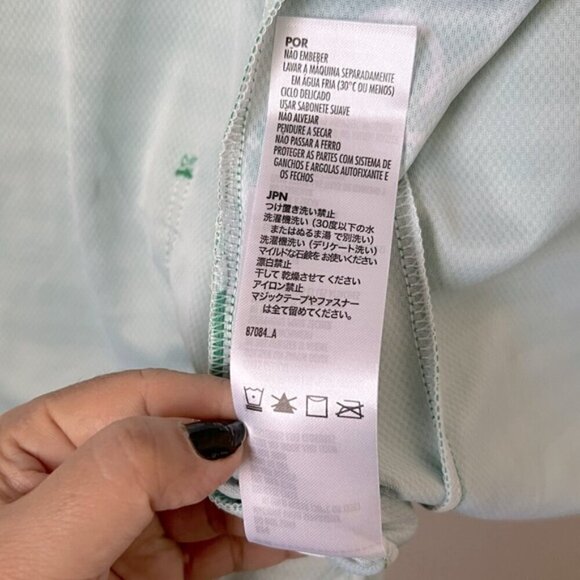 POR
NÃO EMBEBER
LAVAR A MÁQUINA SEPARADAMENTE
EM ÁGUA FRIA (30°C OU MENOS)
CICLO DELICADO
USAR SABONETE SUAVE
NÃO ALVEJAR
PENDURE A SECAR
NÃO PASSAR A FERRO
PROTEGER AS PARTES COM SISTEMA DE
GANCHOS E ARGOLAS AUTOFIXANTE E
OS FECHOS
JPN
つけ置き洗い禁止
洗濯機洗い (30度以下の水
またはぬるま湯 で別洗い)
洗濯機洗い (デリケート洗い)
マイルドな石鹸をお使いください
漂白禁止
干して 乾燥させて ください
アイロン禁止
マジックテープやファスナー
は全て留めてください
B7084_A